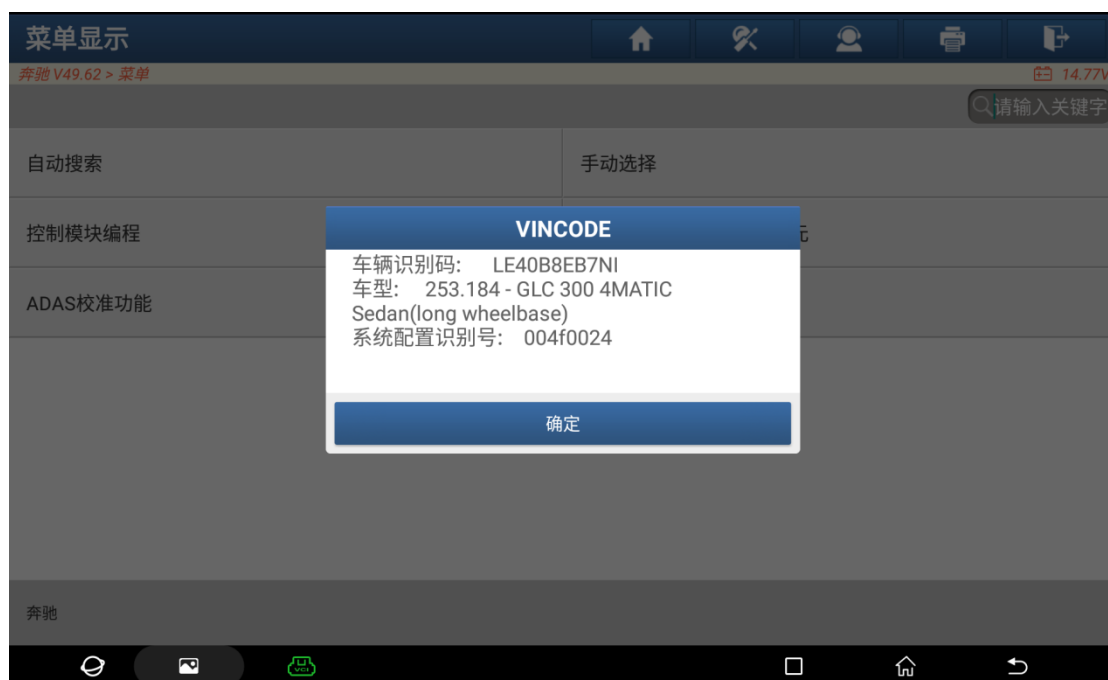 菜单显示
奔驰 V49.62 > 菜单
14.77V
请输入关键字
自动搜索
手动选择
控制模块编程
元
ADAS校准功能
VINCODE
车辆识别码: LE40B8EB7NI
车型: 253.184 - GLC 300 4MATIC
Sedan(long wheelbase)
系统配置识别号: 004f0024
确定
奔驰
VCI